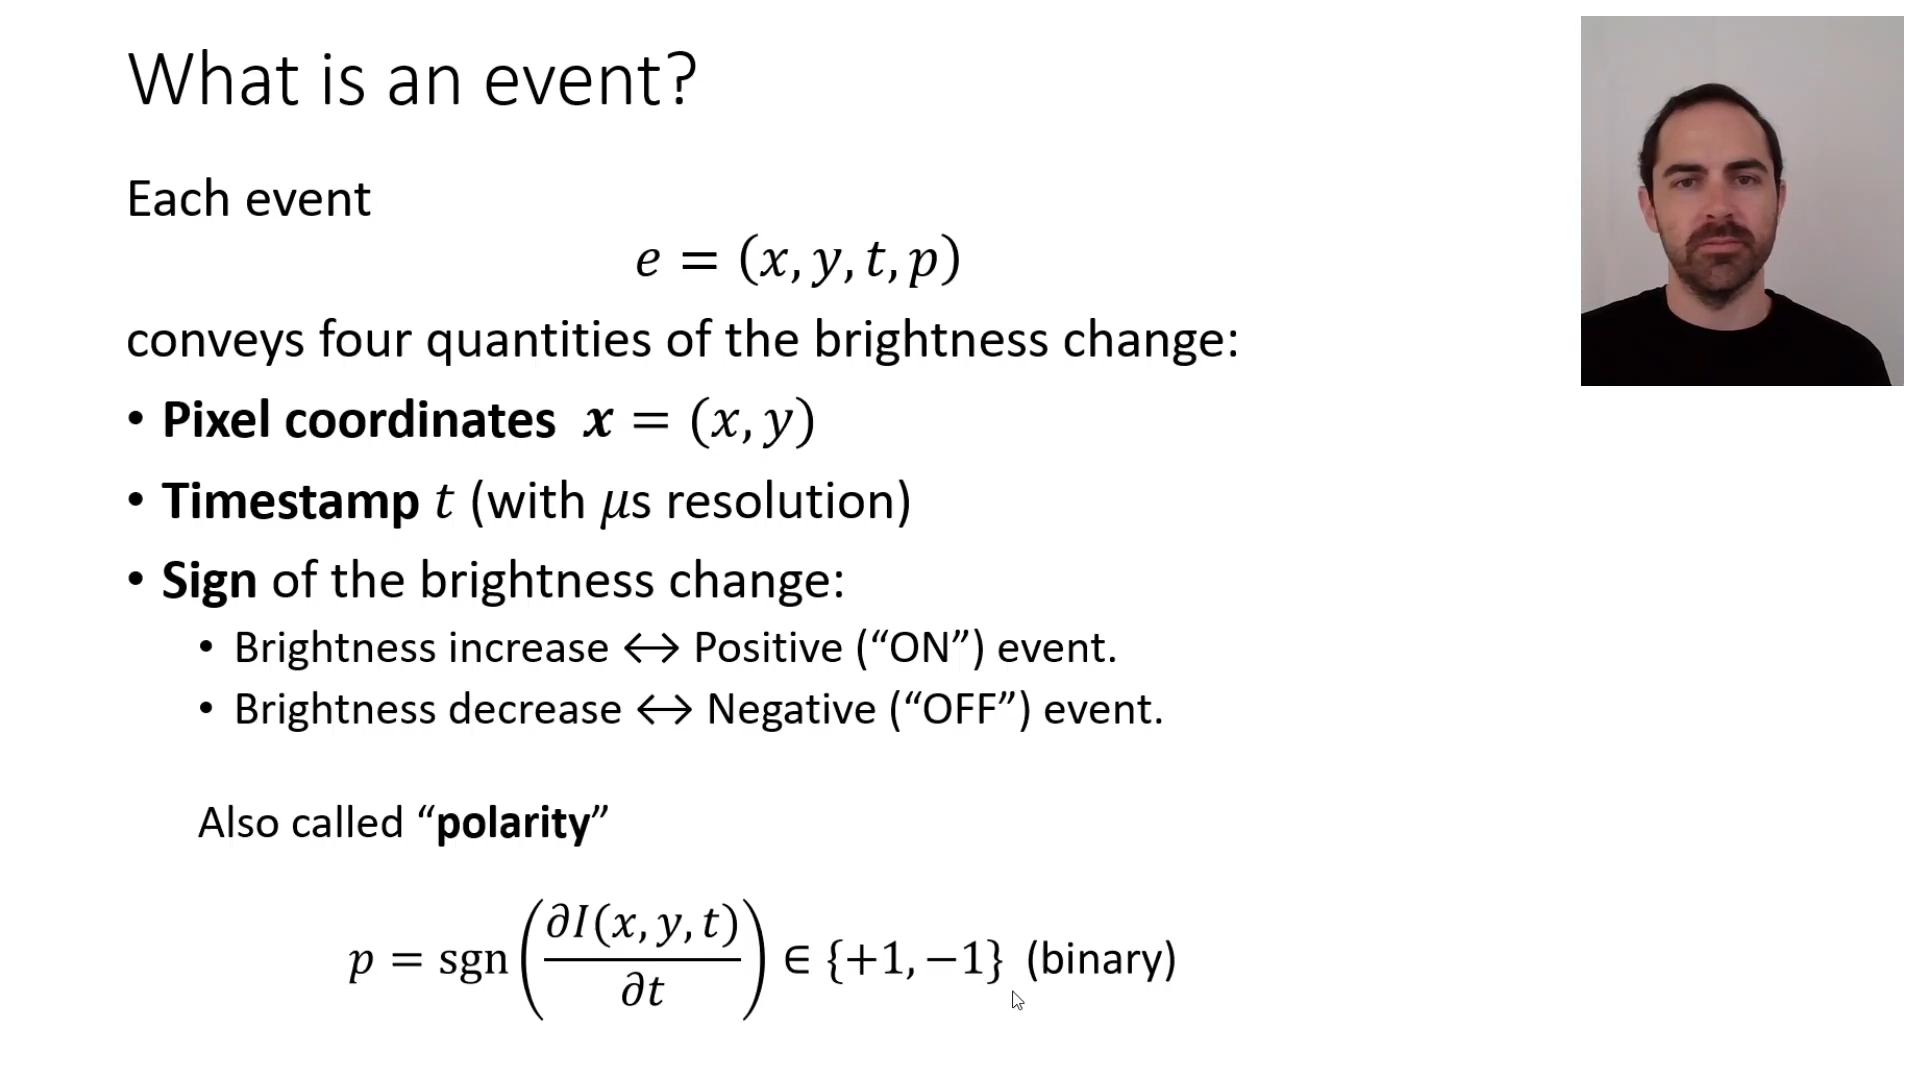 What is an event?
Each event
e = (x, y, t, p)
conveys four quantities of the brightness change:
• Pixel coordinates x = (x, y)
• Timestamp t (with μs resolution)
• Sign of the brightness change:
• Brightness increase ↔ Positive (“ON”) event.
• Brightness decrease ↔ Negative (“OFF”) event.
Also called “polarity”
p = sgn(∂I(x, y, t)/∂t) ∈ {+1, −1} (binary)